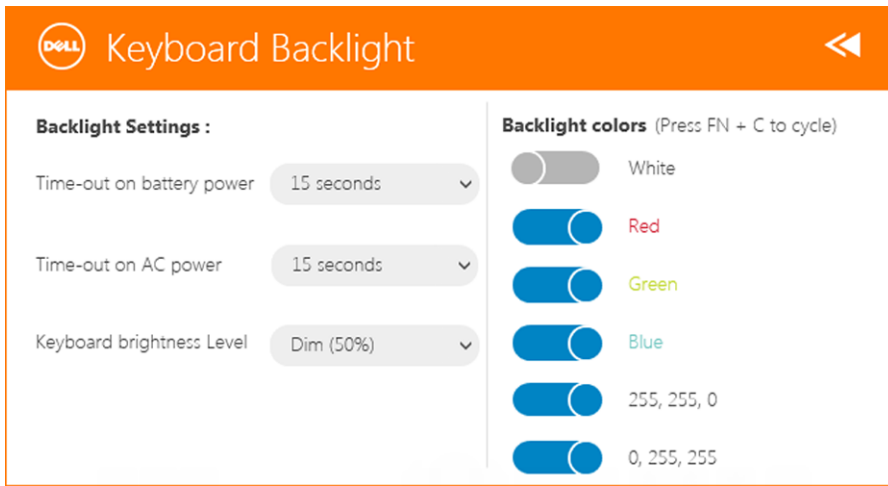 DELL Keyboard Backlight
Backlight Settings :
Time-out on battery power 15 seconds
Time-out on AC power 15 seconds
Keyboard brightness Level Dim (50%)
Backlight colors (Press FN + C to cycle)
White
Red
Green
Blue
255, 255, 0
0, 255, 255